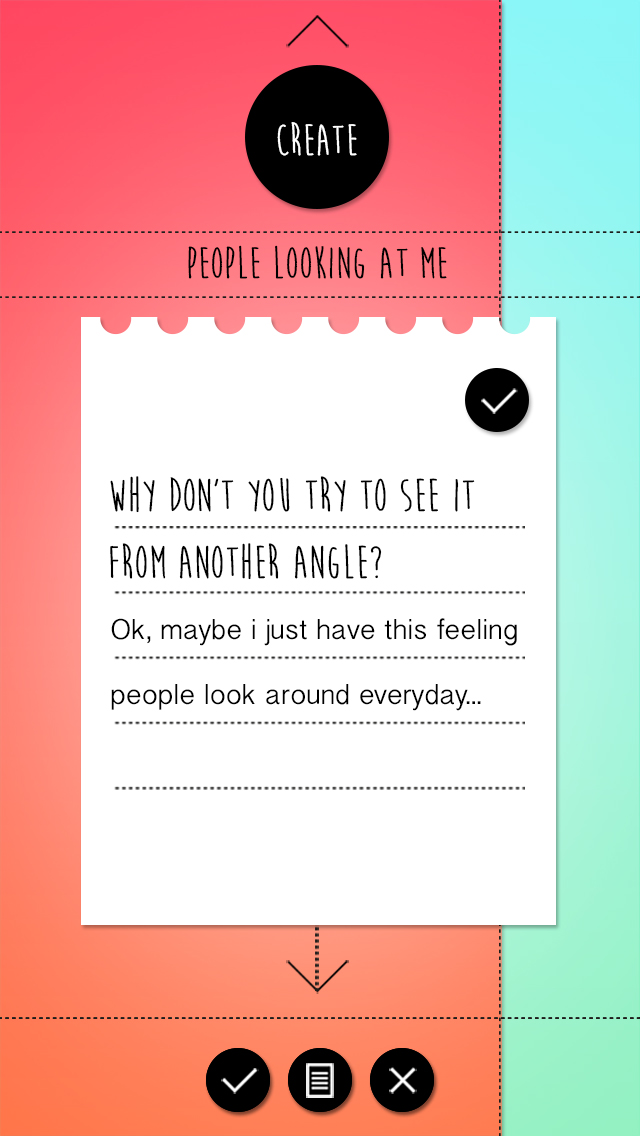 CREATE
PEOPLE LOOKING AT ME
WHY DON'T YOU TRY TO SEE IT
FROM ANOTHER ANGLE?
Ok, maybe i just have this feeling
people look around everyday...